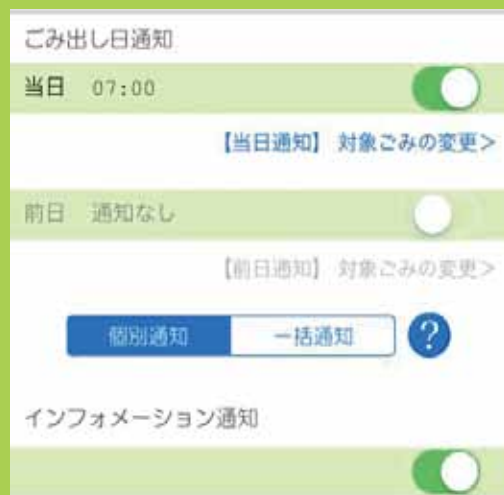 ごみ出し日通知
当日 07:00
【当日通知】 対象ごみの変更>
前日 通知なし
【前日通知】 対象ごみの変更>
個別通知 一括通知 ?
インフォメーション通知